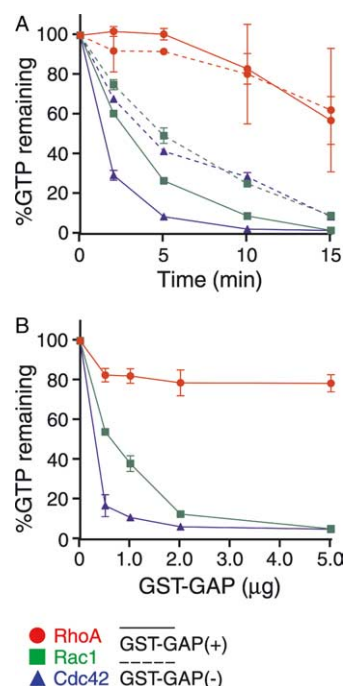 A
%GTP remaining
100
80
60
40
20
0
0
5
10
15
Time (min)
B
%GTP remaining
100
80
60
40
20
0
0
1.0
2.0
3.0
4.0
5.0
GST-GAP (µg)
RhoA
Rac1
Cdc42
GST-GAP(+)
GST-GAP(-)